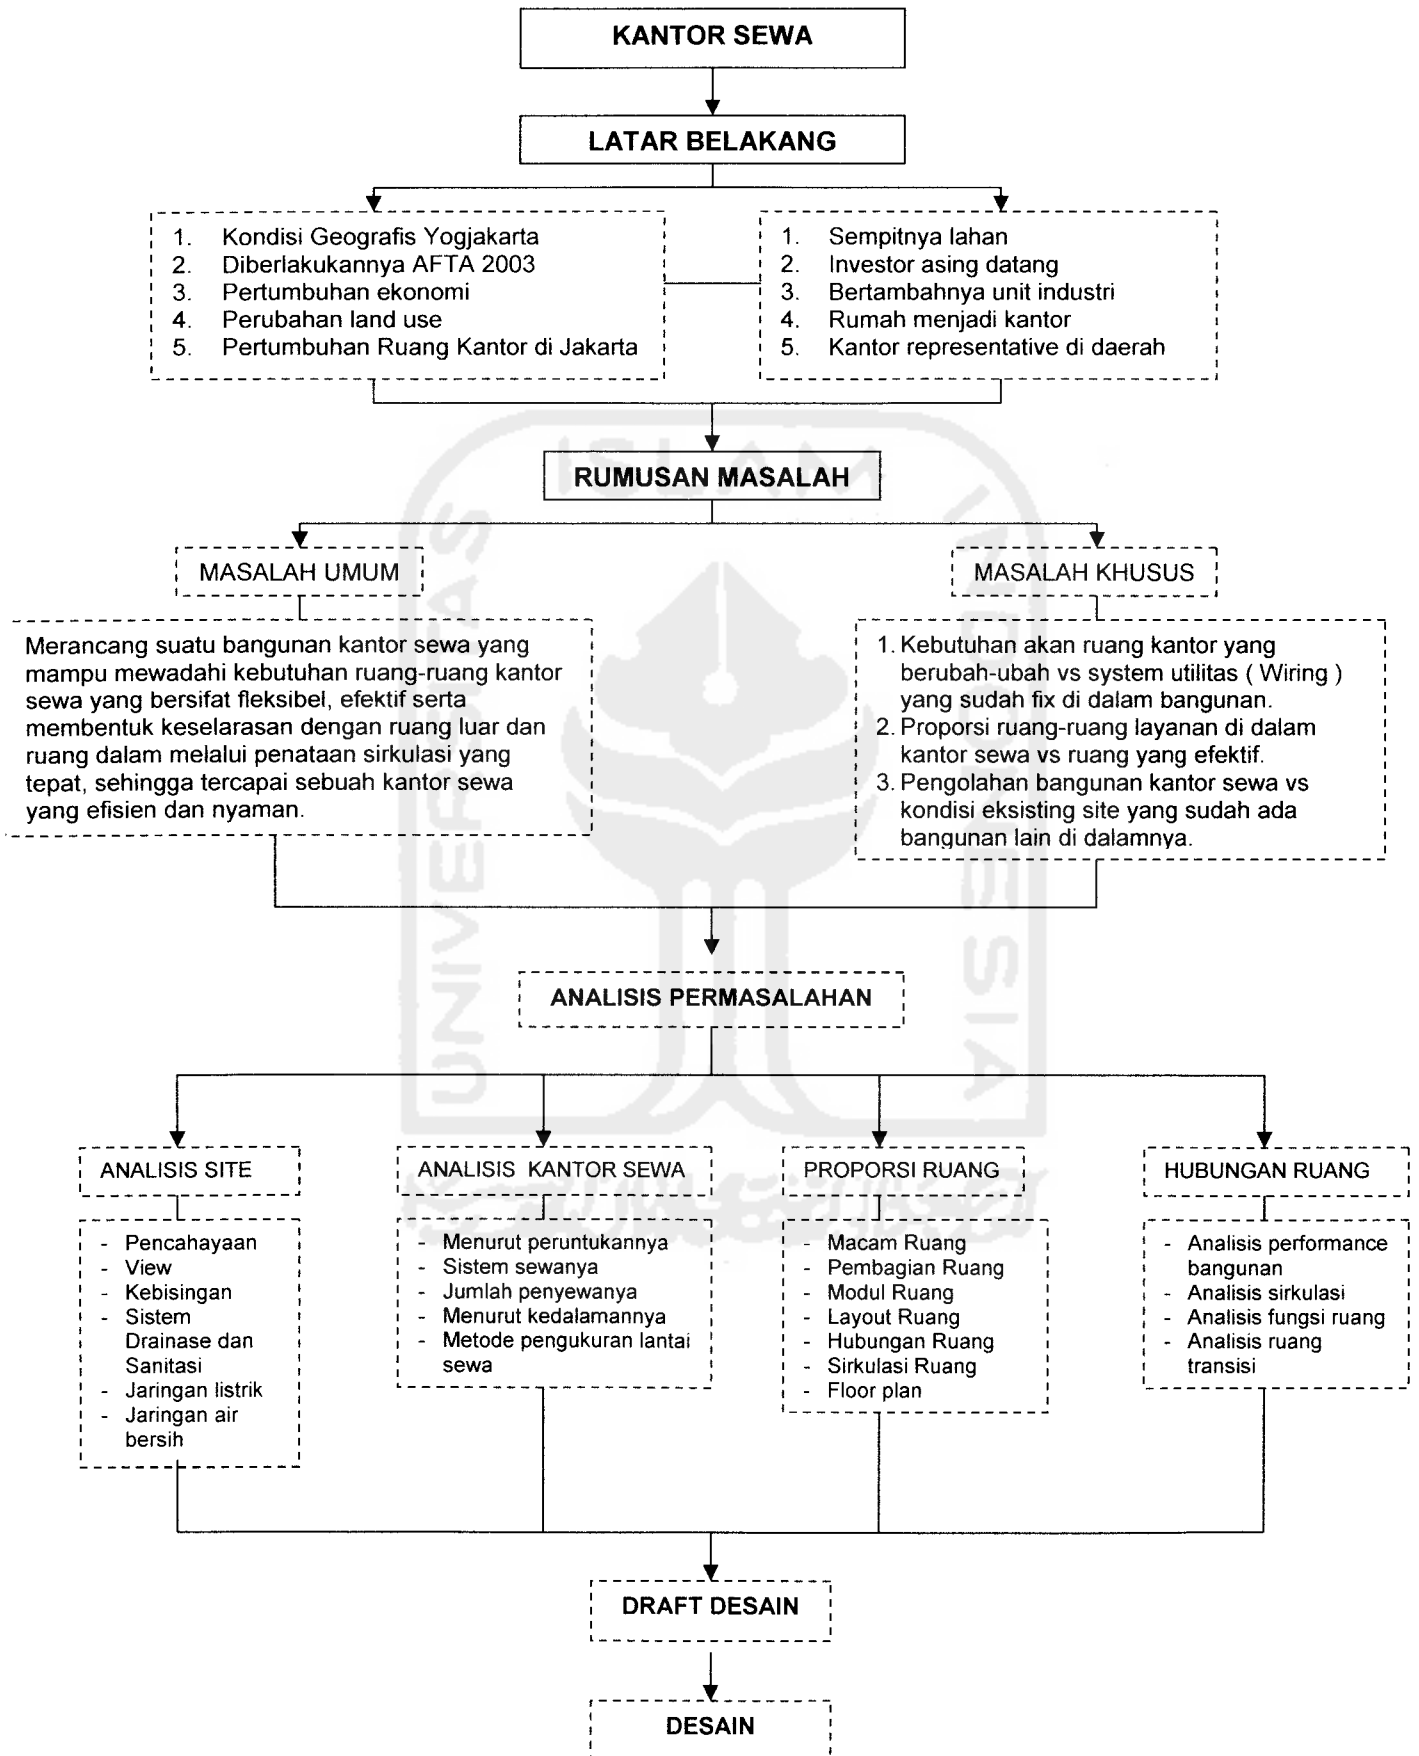 KANTOR SEWA
LATAR BELAKANG
1. Kondisi Geografis Yogjakarta
2. Diberlakukannya AFTA 2003
3. Pertumbuhan ekonomi
4. Perubahan land use
5. Pertumbuhan Ruang Kantor di Jakarta
1. Sempitnya lahan
2. Investor asing datang
3. Bertambahnya unit industri
4. Rumah menjadi kantor
5. Kantor representative di daerah
RUMUSAN MASALAH
MASALAH UMUM
Merancang suatu bangunan kantor sewa yang
mampu mewadahi kebutuhan ruang-ruang kantor
sewa yang bersifat fleksibel, efektif serta
membentuk keselarasan dengan ruang luar dan
ruang dalam melalui penataan sirkulasi yang
tepat, sehingga tercapai sebuah kantor sewa
yang efisien dan nyaman.
MASALAH KHUSUS
1. Kebutuhan akan ruang kantor yang
berubah-ubah vs system utilitas ( Wiring )
yang sudah fix di dalam bangunan.
2. Proporsi ruang-ruang layanan di dalam
kantor sewa vs ruang yang efektif.
3. Pengolahan bangunan kantor sewa vs
kondisi eksisting site yang sudah ada
bangunan lain di dalamnya.
ANALISIS PERMASALAHAN
ANALISIS SITE
- Pencahayaan
- View
- Kebisingan
- Sistem
Drainase dan
Sanitasi
- Jaringan listrik
- Jaringan air
bersih
ANALISIS KANTOR SEWA
- Menurut peruntukannya
- Sistem sewanya
- Jumlah penyewanya
- Menurut kedalamannya
- Metode pengukuran lantai
sewa
PROPORSI RUANG
- Macam Ruang
- Pembagian Ruang
- Modul Ruang
- Layout Ruang
- Hubungan Ruang
- Sirkulasi Ruang
- Floor plan
HUBUNGAN RUANG
- Analisis performance
bangunan
- Analisis sirkulasi
- Analisis fungsi ruang
- Analisis ruang
transisi
DRAFT DESAIN
DESAIN
UNIVERSITAS
ISLAM
INDONESIA